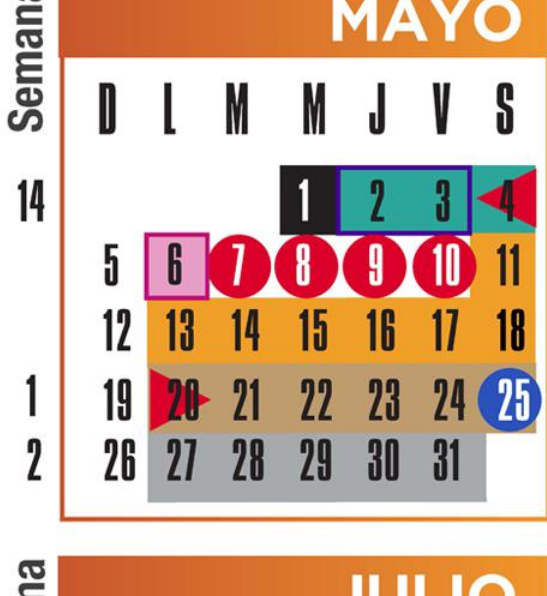 Semana
MAYO
D L M M J V S
14 1 2 3 4
5 6 7 8 9 10 11
12 13 14 15 16 17 18
1 19 20 21 22 23 24 25
2 26 27 28 29 30 31
JULIO